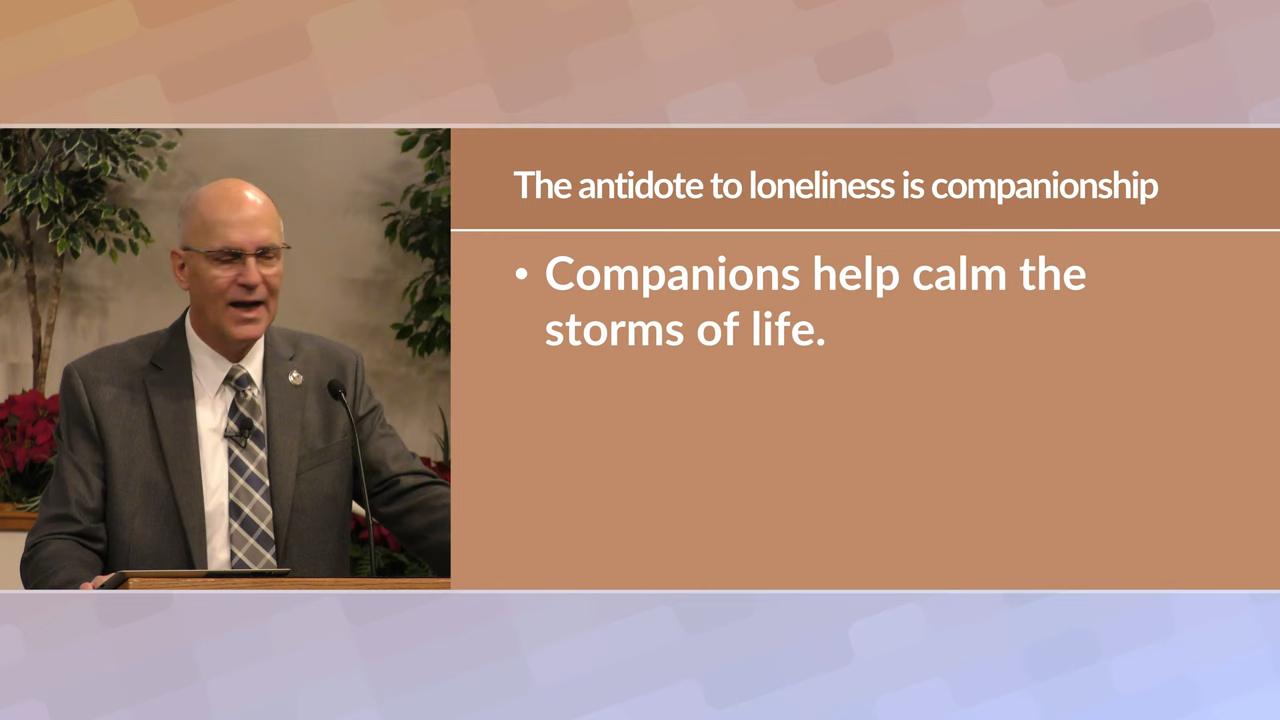 The antidote to loneliness is companionship
• Companions help calm the
storms of life.